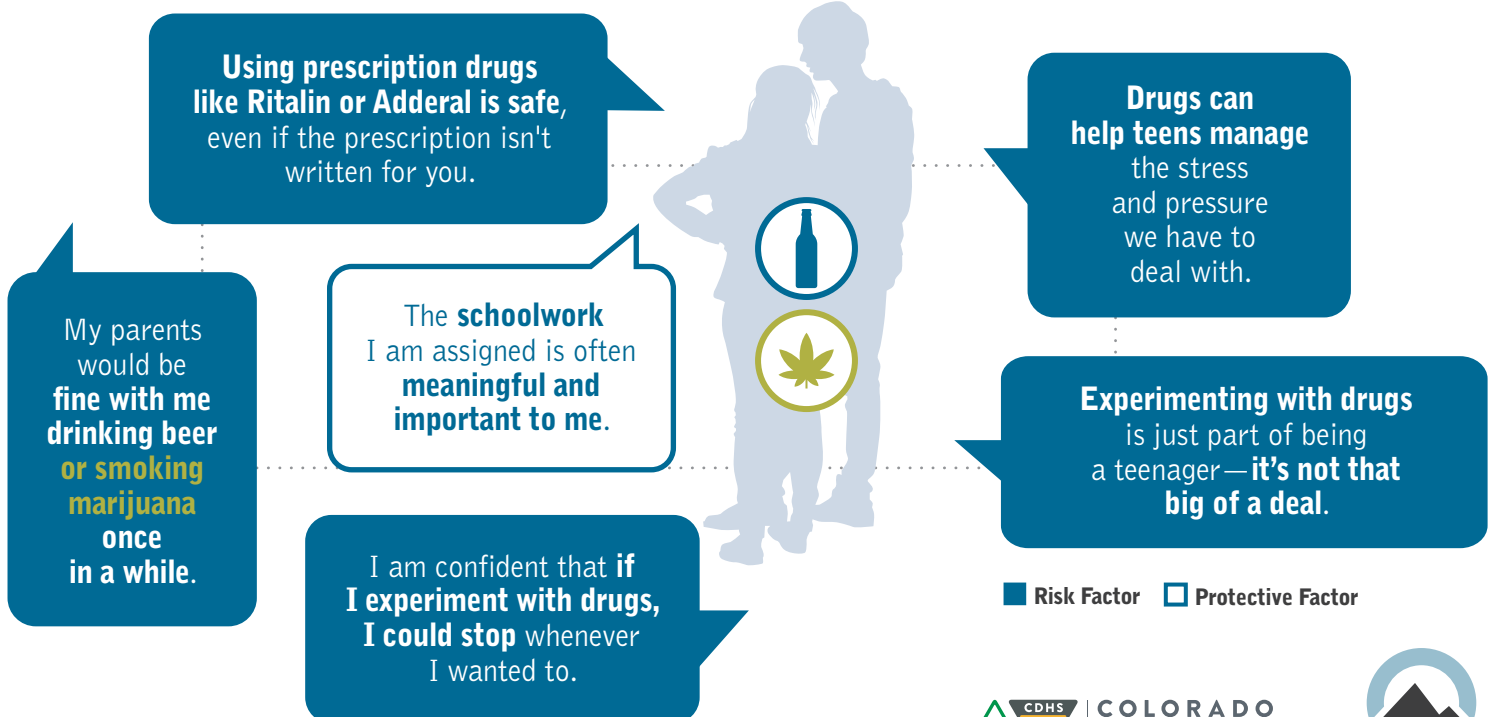 Using prescription drugs
like Ritalin or Adderal is safe,
even if the prescription isn't
written for you.
Drugs can
help teens manage
the stress
and pressure
we have to
deal with.
My parents
would be
fine with me
drinking beer
or smoking
marijuana
once
in a while.
The schoolwork
I am assigned is often
meaningful and
important to me.
Experimenting with drugs
is just part of being
a teenager—it’s not that
big of a deal.
I am confident that if
I experiment with drugs,
I could stop whenever
I wanted to.
Risk Factor
Protective Factor
CDHS
COLORADO